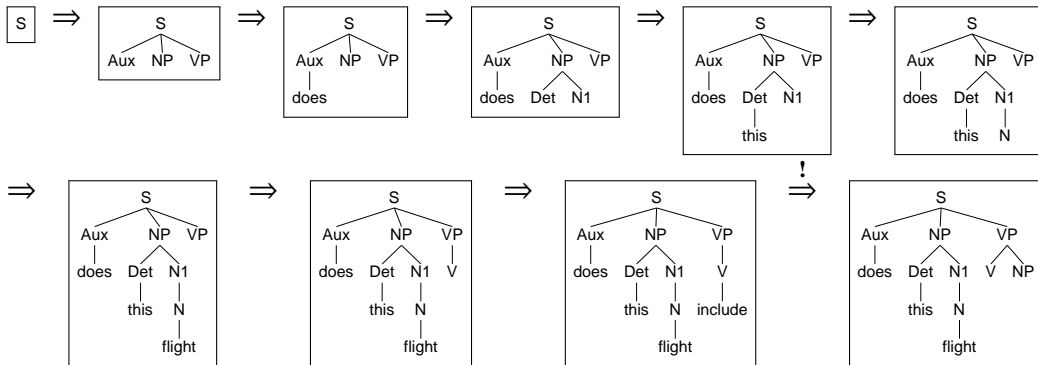 S ⇒ S ⇒ S ⇒ S ⇒ S ⇒ S
Aux NP VP Aux NP VP Aux NP VP Aux NP VP Aux NP VP
does does Det N1 does Det N1 does Det N1
this this N
!
⇒ S ⇒ S ⇒ S ⇒ S
Aux NP VP Aux NP VP Aux NP VP Aux NP VP
does Det N1 does Det N1 V does Det N1 V does Det N1 V NP
this N this N this N include this N
flight flight flight flight